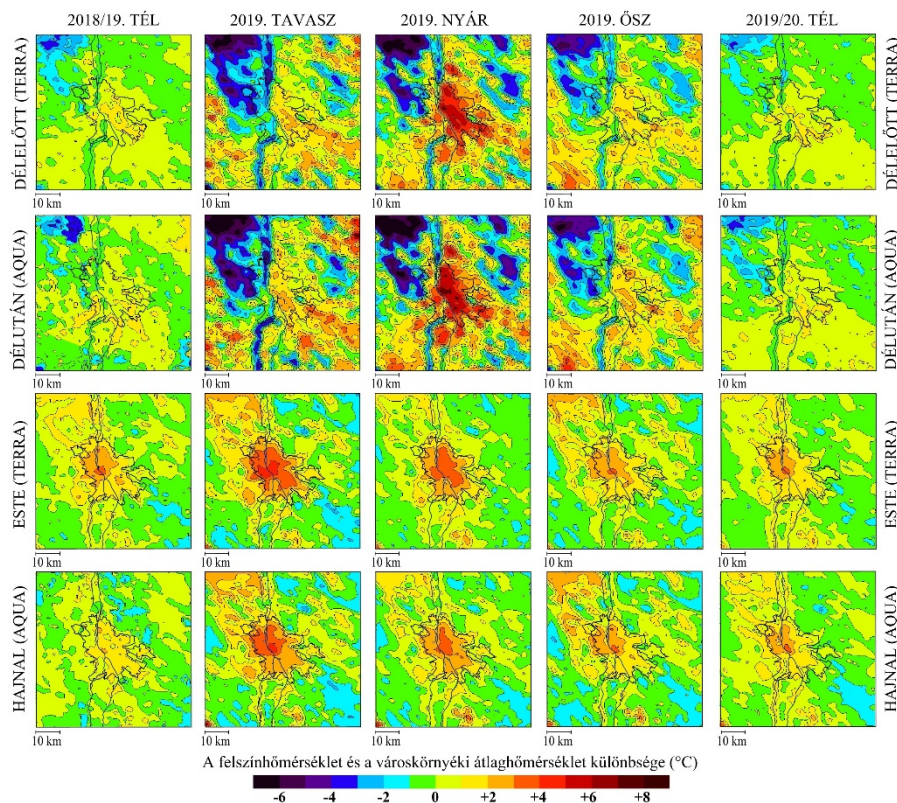 2018/19. TÉL 2019. TAVASZ 2019. NYÁR 2019. ŐSZ 2019/20. TÉL
DÉLELŐTT (TERRA) DÉLELŐTT (TERRA)
10 km 10 km 10 km 10 km 10 km
DÉLUTÁN (AQUA) DÉLUTÁN (AQUA)
10 km 10 km 10 km 10 km 10 km
ESTE (TERRA) ESTE (TERRA)
10 km 10 km 10 km 10 km 10 km
HAJNAL (AQUA) HAJNAL (AQUA)
10 km 10 km 10 km 10 km 10 km
A felszínhőmérséklet és a városkörnyéki átlaghőmérséklet különbsége (°C)
-6 -4 -2 0 +2 +4 +6 +8